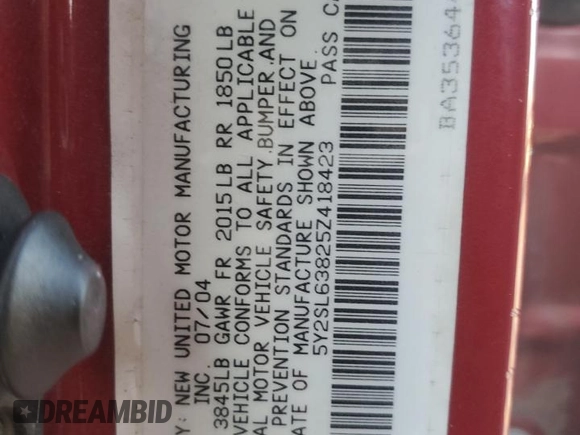 Y: NEW UNITED MOTOR MANUFACTURING
INC. 07/04
3845LB GAWR FR 2015LB RR 1850LB
VEHICLE CONFORMS TO ALL APPLICABLE
AL MOTOR VEHICLE SAFETY,BUMPER,AND
PREVENTION STANDARDS IN EFFECT ON
ATE OF MANUFACTURE SHOWN ABOVE.
5Y2SL63825Z418423 PASS CA
BA35364
DREAMBID